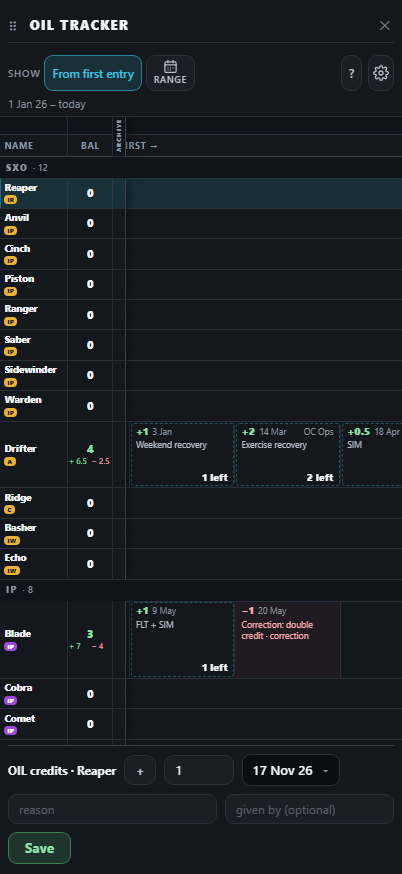 OIL TRACKER
SHOW From first entry RANGE ?
1 Jan 26 – today
NAME BAL ARCHIVE IRST →
SXO · 12
Reaper 0
IR
Anvil 0
IP
Cinch 0
IP
Piston 0
IP
Ranger 0
IP
Saber 0
IP
Sidewinder 0
IP
Warden 0
IP
+1 3 Jan +2 14 Mar OC Ops +0.5 18 Apr
Drifter 4 Weekend recovery Exercise recovery SIM
A + 6.5 − 2.5
1 left 2 left
Ridge 0
C
Basher 0
IW
Echo 0
IW
IP · 8
+1 9 May −1 20 May
FLT + SIM Correction: double
Blade 3 credit · correction
IP + 7 − 4
1 left
Cobra 0
IP
Comet 0
IP
OIL credits · Reaper + 1 17 Nov 26
reason given by (optional)
Save